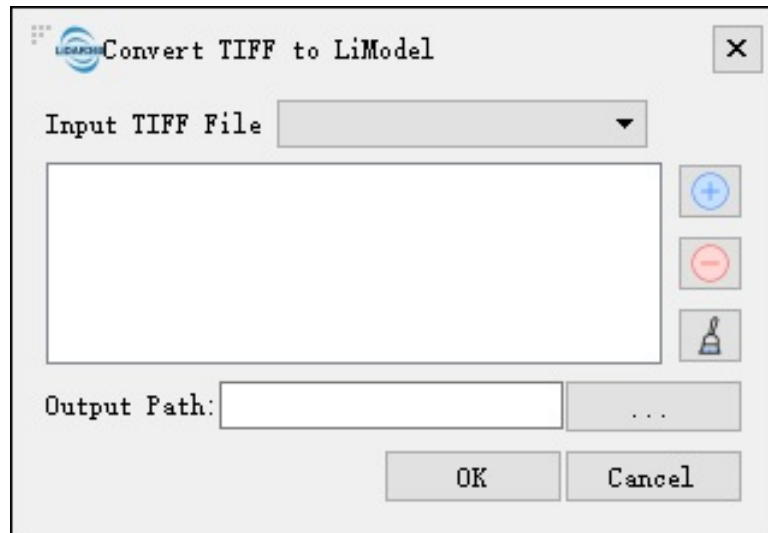 Convert TIFF to LiModel
Input TIFF File
Output Path:
...
OK
Cancel